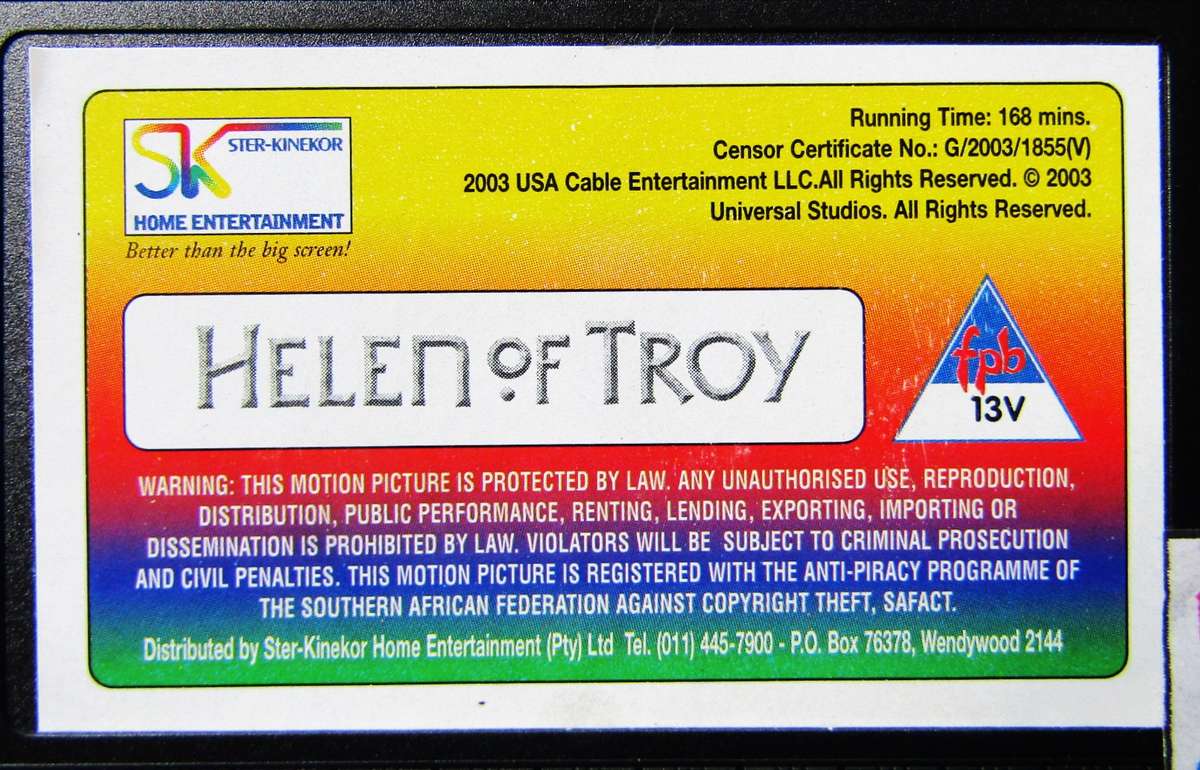 SK STER-KINEKOR
HOME ENTERTAINMENT
Better than the big screen!
Running Time: 168 mins.
Censor Certificate No.: G/2003/1855(V)
2003 USA Cable Entertainment LLC.All Rights Reserved. © 2003
Universal Studios. All Rights Reserved.
HELEN OF TROY
fpb
13V
WARNING: THIS MOTION PICTURE IS PROTECTED BY LAW. ANY UNAUTHORISED USE, REPRODUCTION,
DISTRIBUTION, PUBLIC PERFORMANCE, RENTING, LENDING, EXPORTING, IMPORTING OR
DISSEMINATION IS PROHIBITED BY LAW. VIOLATORS WILL BE SUBJECT TO CRIMINAL PROSECUTION
AND CIVIL PENALTIES. THIS MOTION PICTURE IS REGISTERED WITH THE ANTI-PIRACY PROGRAMME OF
THE SOUTHERN AFRICAN FEDERATION AGAINST COPYRIGHT THEFT, SAFACT.
Distributed by Ster-Kinekor Home Entertainment (Pty) Ltd Tel. (011) 445-7900 - P.O. Box 76378, Wendywood 2144